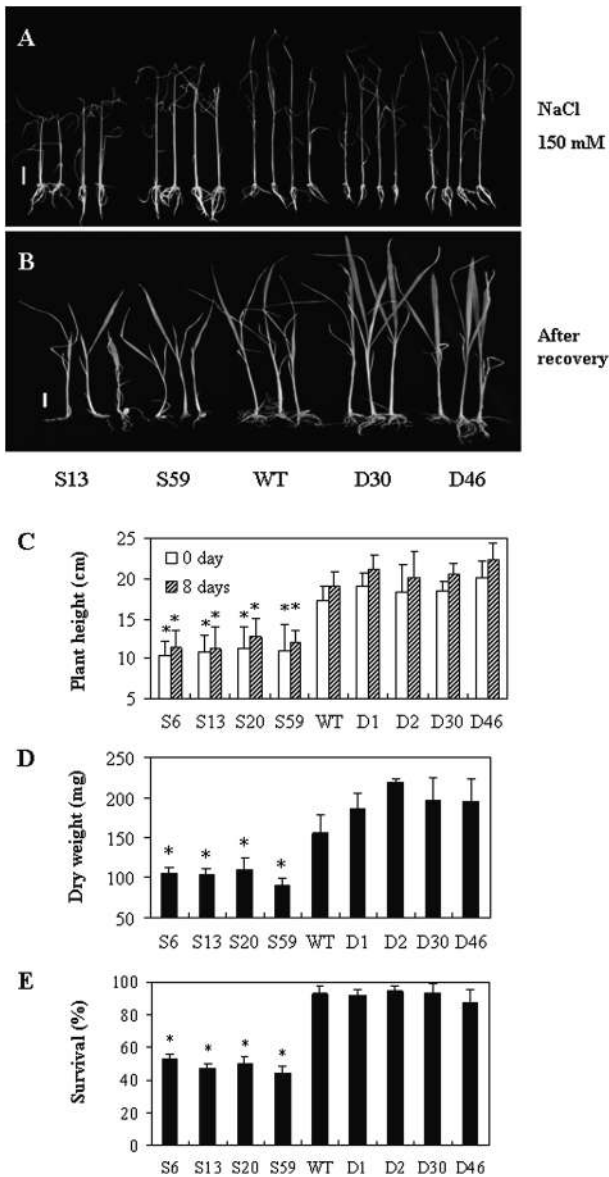 A
NaCl
150 mM
B
After
recovery
S13 S59 WT D30 D46
C
Plant height (cm)
25
20
15
10
5
0 day
8 days
* * * * * * * *
S6 S13 S20 S59 WT D1 D2 D30 D46
D
Dry weight (mg)
250
200
150
100
50
* * * *
S6 S13 S20 S59 WT D1 D2 D30 D46
E
Survival (%)
100
80
60
40
20
0
* * * *
S6 S13 S20 S59 WT D1 D2 D30 D46